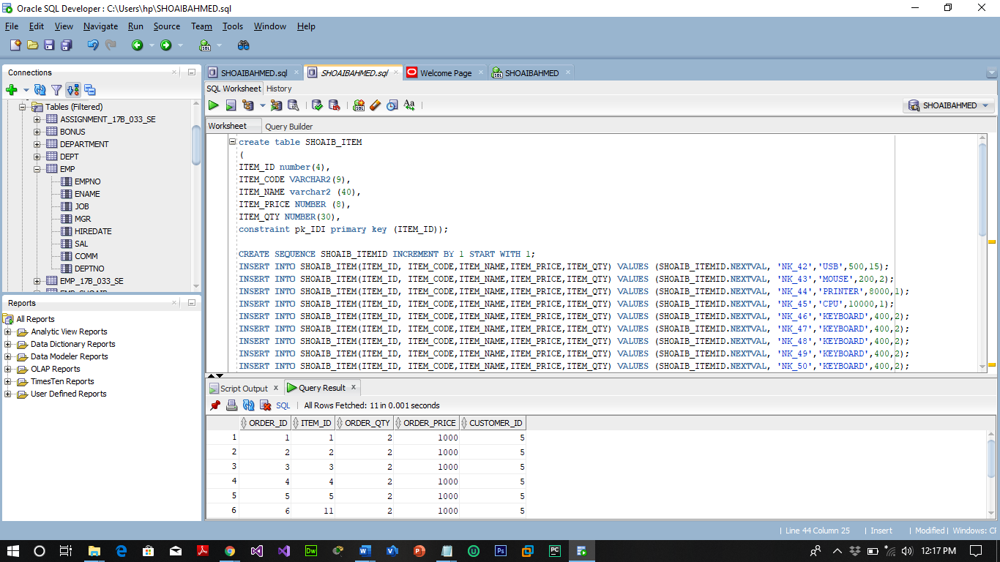 Oracle SQL Developer : C:\Users\hp\SHOAIBAHMED.sql
File Edit View Navigate Run Source Team Tools Window Help
Connections
Tables (Filtered)
ASSIGNMENT_17B_033_SE
BONUS
DEPARTMENT
DEPT
EMP
EMPNO
ENAME
JOB
MGR
HIREDATE
SAL
COMM
DEPTNO
EMP_17B_033_SE
Reports
All Reports
Analytic View Reports
Data Dictionary Reports
Data Modeler Reports
OLAP Reports
TimesTen Reports
User Defined Reports
SHOAIBAHMED.sql SHOAIBAHMED.sql Welcome Page SHOAIBAHMED
SQL Worksheet History
SHOAIBAHMED
Worksheet Query Builder
create table SHOAIB_ITEM
(
ITEM_ID number(4),
ITEM_CODE VARCHAR2(9),
ITEM_NAME varchar2 (40),
ITEM_PRICE NUMBER (8),
ITEM_QTY NUMBER(30),
constraint pk_IDI primary key (ITEM_ID));
CREATE SEQUENCE SHOAIB_ITEMID INCREMENT BY 1 START WITH 1;
INSERT INTO SHOAIB_ITEM(ITEM_ID, ITEM_CODE,ITEM_NAME,ITEM_PRICE,ITEM_QTY) VALUES (SHOAIB_ITEMID.NEXTVAL, 'NK_42','USB',500,15);
INSERT INTO SHOAIB_ITEM(ITEM_ID, ITEM_CODE,ITEM_NAME,ITEM_PRICE,ITEM_QTY) VALUES (SHOAIB_ITEMID.NEXTVAL, 'NK_43','MOUSE',200,2);
INSERT INTO SHOAIB_ITEM(ITEM_ID, ITEM_CODE,ITEM_NAME,ITEM_PRICE,ITEM_QTY) VALUES (SHOAIB_ITEMID.NEXTVAL, 'NK_44','PRINTER',8000,1);
INSERT INTO SHOAIB_ITEM(ITEM_ID, ITEM_CODE,ITEM_NAME,ITEM_PRICE,ITEM_QTY) VALUES (SHOAIB_ITEMID.NEXTVAL, 'NK_45','CPU',10000,1);
INSERT INTO SHOAIB_ITEM(ITEM_ID, ITEM_CODE,ITEM_NAME,ITEM_PRICE,ITEM_QTY) VALUES (SHOAIB_ITEMID.NEXTVAL, 'NK_46','KEYBOARD',400,2);
INSERT INTO SHOAIB_ITEM(ITEM_ID, ITEM_CODE,ITEM_NAME,ITEM_PRICE,ITEM_QTY) VALUES (SHOAIB_ITEMID.NEXTVAL, 'NK_47','KEYBOARD',400,2);
INSERT INTO SHOAIB_ITEM(ITEM_ID, ITEM_CODE,ITEM_NAME,ITEM_PRICE,ITEM_QTY) VALUES (SHOAIB_ITEMID.NEXTVAL, 'NK_48','KEYBOARD',400,2);
INSERT INTO SHOAIB_ITEM(ITEM_ID, ITEM_CODE,ITEM_NAME,ITEM_PRICE,ITEM_QTY) VALUES (SHOAIB_ITEMID.NEXTVAL, 'NK_49','KEYBOARD',400,2);
INSERT INTO SHOAIB_ITEM(ITEM_ID, ITEM_CODE,ITEM_NAME,ITEM_PRICE,ITEM_QTY) VALUES (SHOAIB_ITEMID.NEXTVAL, 'NK_50','KEYBOARD',400,2);
Script Output Query Result
SQL | All Rows Fetched: 11 in 0.001 seconds
ORDER_ID ITEM_ID ORDER_QTY ORDER_PRICE CUSTOMER_ID
1 1 1 2 1000 5
2 2 2 2 1000 5
3 3 3 2 1000 5
4 4 4 2 1000 5
5 5 5 2 1000 5
6 6 11 2 1000 5
| Line 44 Column 25 | Insert | Modified | Windows: CF
12:17 PM